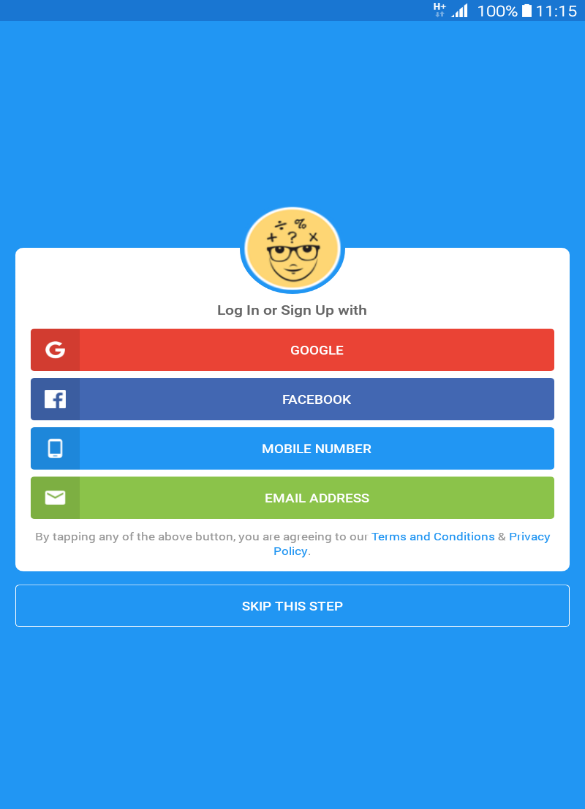 H+ 100% 11:15
÷ %
+ ? x
Log In or Sign Up with
G GOOGLE
f FACEBOOK
MOBILE NUMBER
EMAIL ADDRESS
By tapping any of the above button, you are agreeing to our Terms and Conditions & Privacy
Policy.
SKIP THIS STEP